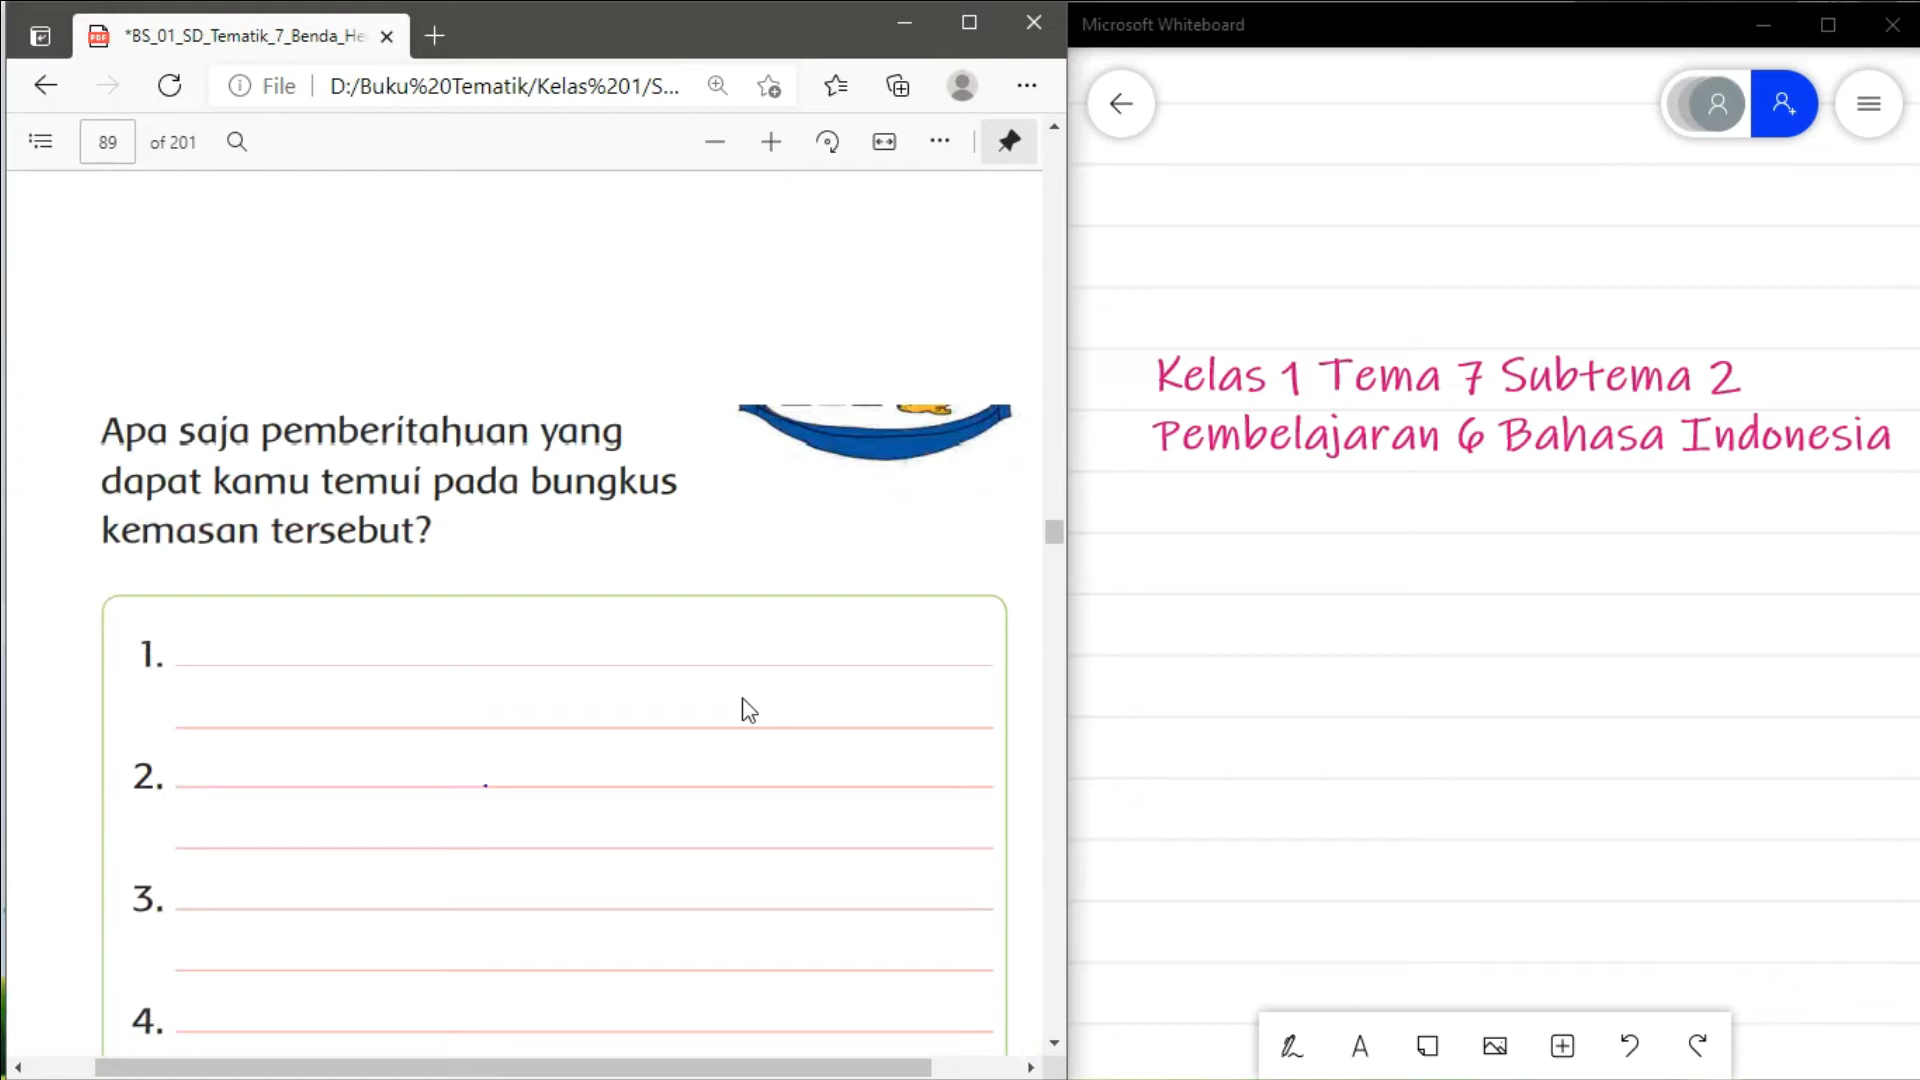 *BS_01_SD_Tematik_7_Benda_He
Microsoft Whiteboard
File
D:/Buku%20Tematik/Kelas%201/S...
89 of 201
Apa saja pemberitahuan yang
dapat kamu temui pada bungkus
kemasan tersebut?
1.
2.
3.
4.
Kelas 1 Tema 7 Subtema 2
Pembelajaran 6 Bahasa Indonesia